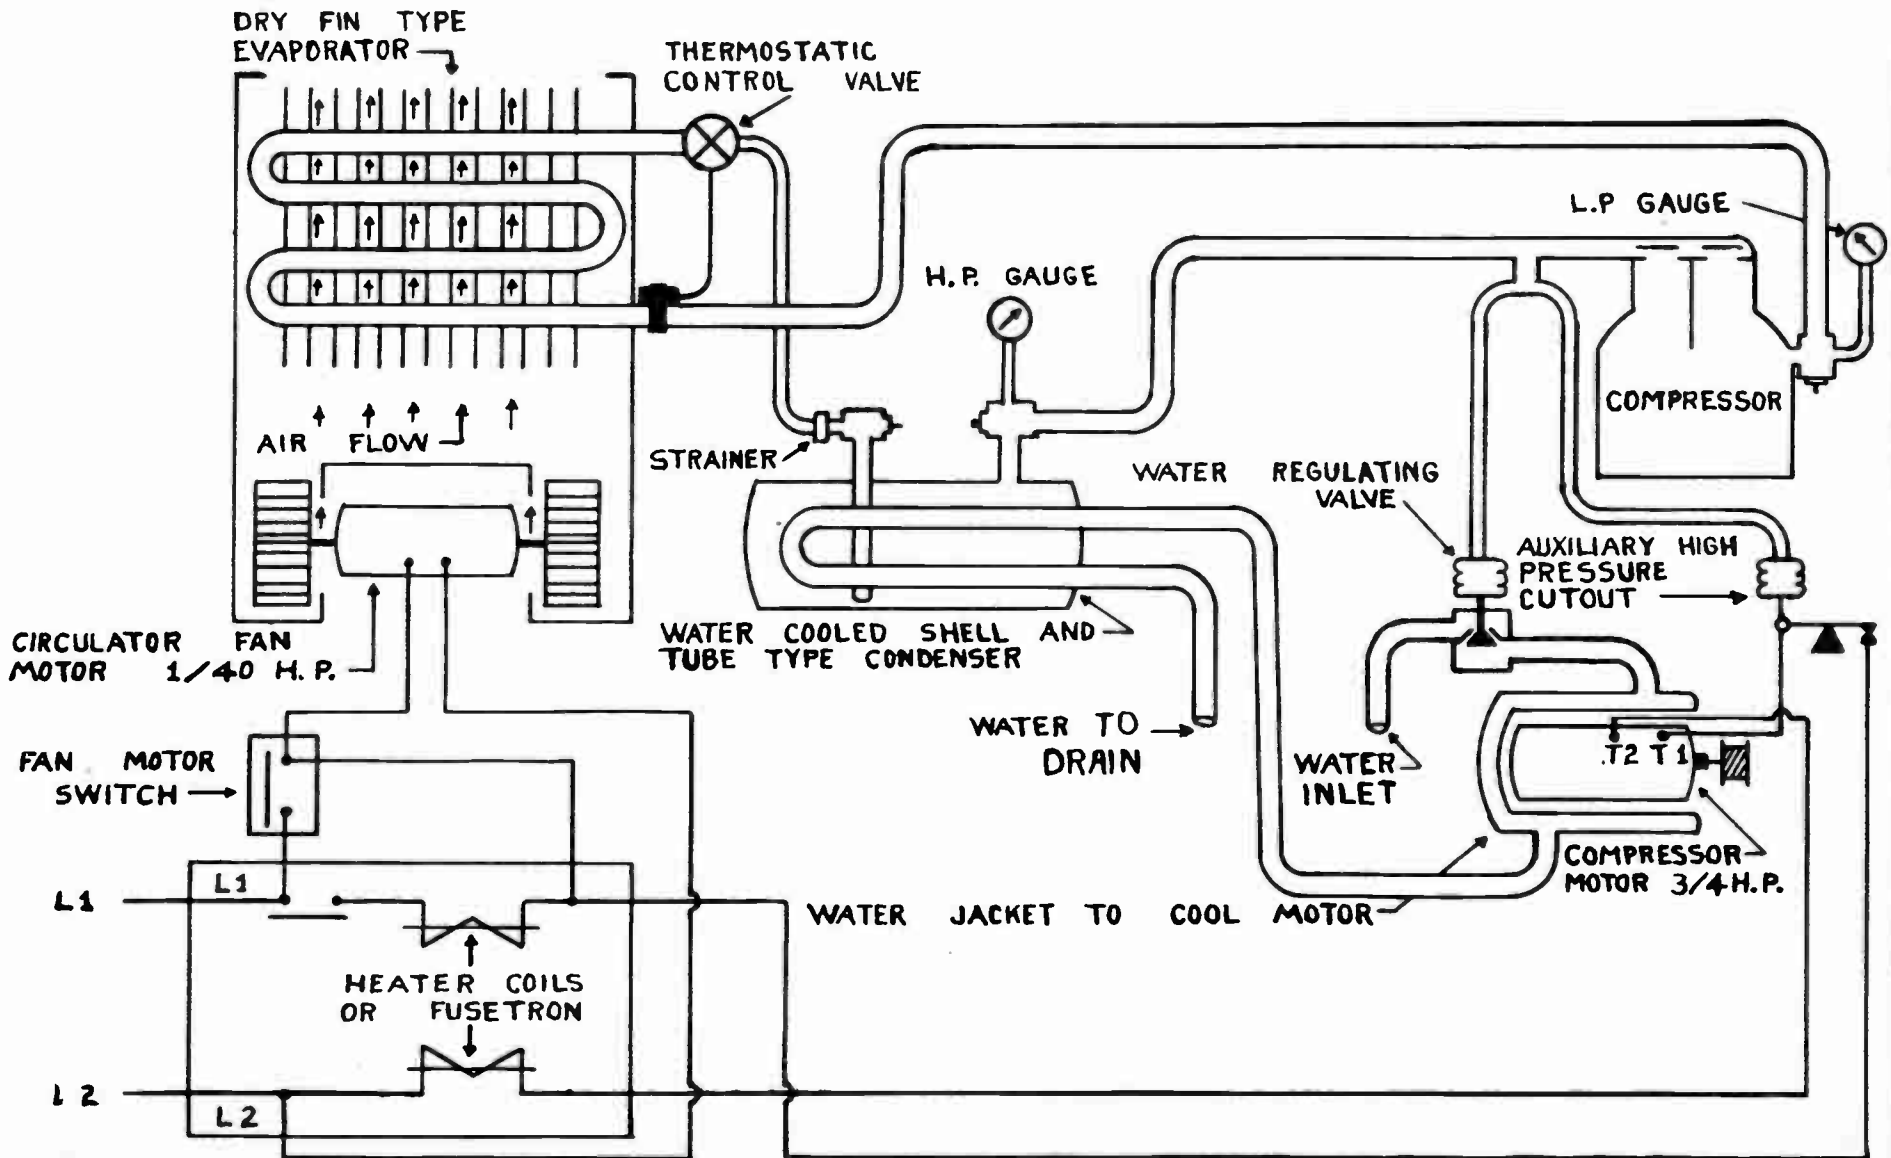 DRY FIN TYPE
EVAPORATOR
THERMOSTATIC
CONTROL VALVE
L.P GAUGE
H.P. GAUGE
COMPRESSOR
AIR FLOW
STRAINER
WATER REGULATING
VALVE
AUXILIARY HIGH
PRESSURE
CUTOUT
CIRCULATOR FAN
MOTOR 1/40 H.P.
WATER COOLED SHELL AND
TUBE TYPE CONDENSER
WATER TO
DRAIN
WATER
INLET
.T2 T1
FAN MOTOR
SWITCH
COMPRESSOR
MOTOR 3/4 H.P.
L1
L1
WATER JACKET TO COOL MOTOR
HEATER COILS
OR FUSETRON
L2
L2